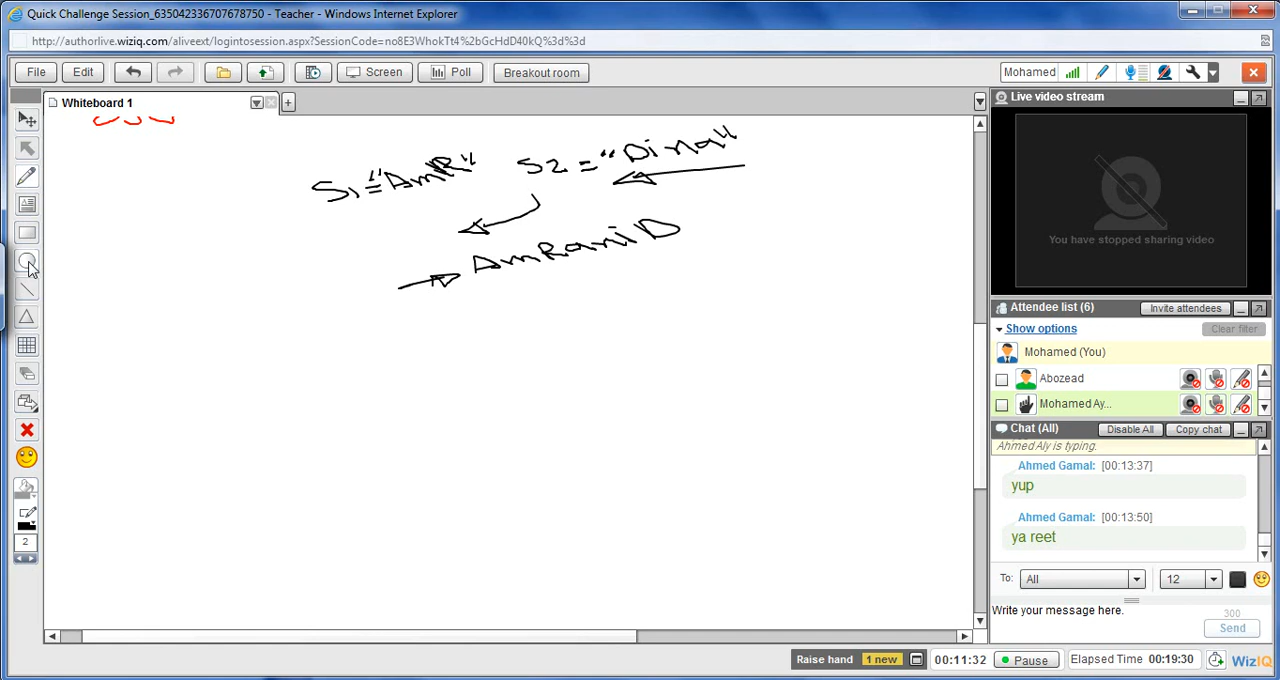 Quick Challenge Session_635042336707678750 - Teacher - Windows Internet Explorer
http://authorlive.wiziq.com/aliveext/logintosession.aspx?SessionCode=no8E3WhokTt4%2bGcHdD40kQ%3d%3d
File Edit Screen Poll Breakout room Mohamed
Whiteboard 1
S1="AmR" S2="Dina"
AmRaniD
2
Live video stream
You have stopped sharing video
Attendee list (6) Invite attendees
Show options Clear filter
Mohamed (You)
Abozead
Mohamed Ay...
Chat (All) Disable All Copy chat
Ahmed Aly is typing.
Ahmed Gamal: [00:13:37]
yup
Ahmed Gamal: [00:13:50]
ya reet
To: All 12
Write your message here. 300
Send
Raise hand 1 new 00:11:32 Pause Elapsed Time 00:19:30 WizIQ